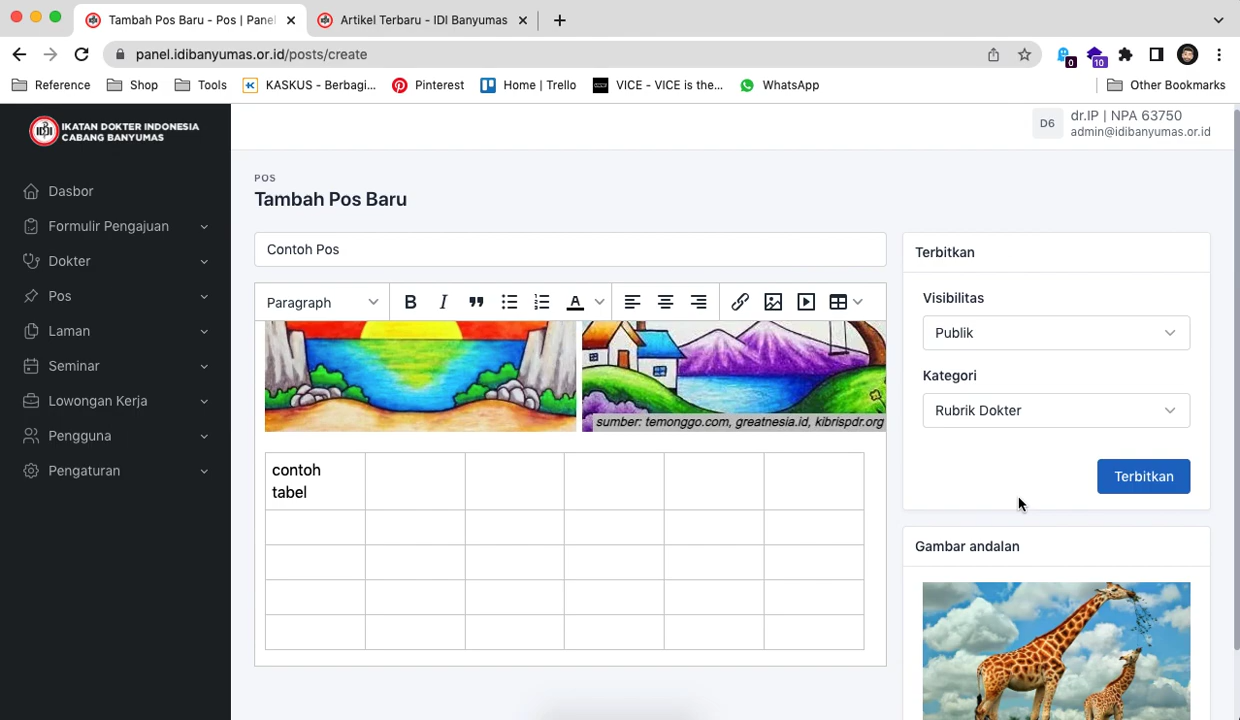 Tambah Pos Baru - Pos | Panel
Artikel Terbaru - IDI Banyumas
panel.idibanyumas.or.id/posts/create
0
10
Reference
Shop
Tools
KASKUS - Berbagi...
Pinterest
Home | Trello
VICE - VICE is the...
WhatsApp
Other Bookmarks
IKATAN DOKTER INDONESIA
CABANG BANYUMAS
D6
dr.IP | NPA 63750
admin@idibanyumas.or.id
Dasbor
Formulir Pengajuan
Dokter
Pos
Laman
Seminar
Lowongan Kerja
Pengguna
Pengaturan
POS
Tambah Pos Baru
Contoh Pos
Paragraph
B
I
A
sumber: temonggo.com, greatnesia.id, kibrispdr.org
contoh
tabel
Terbitkan
Visibilitas
Publik
Kategori
Rubrik Dokter
Terbitkan
Gambar andalan